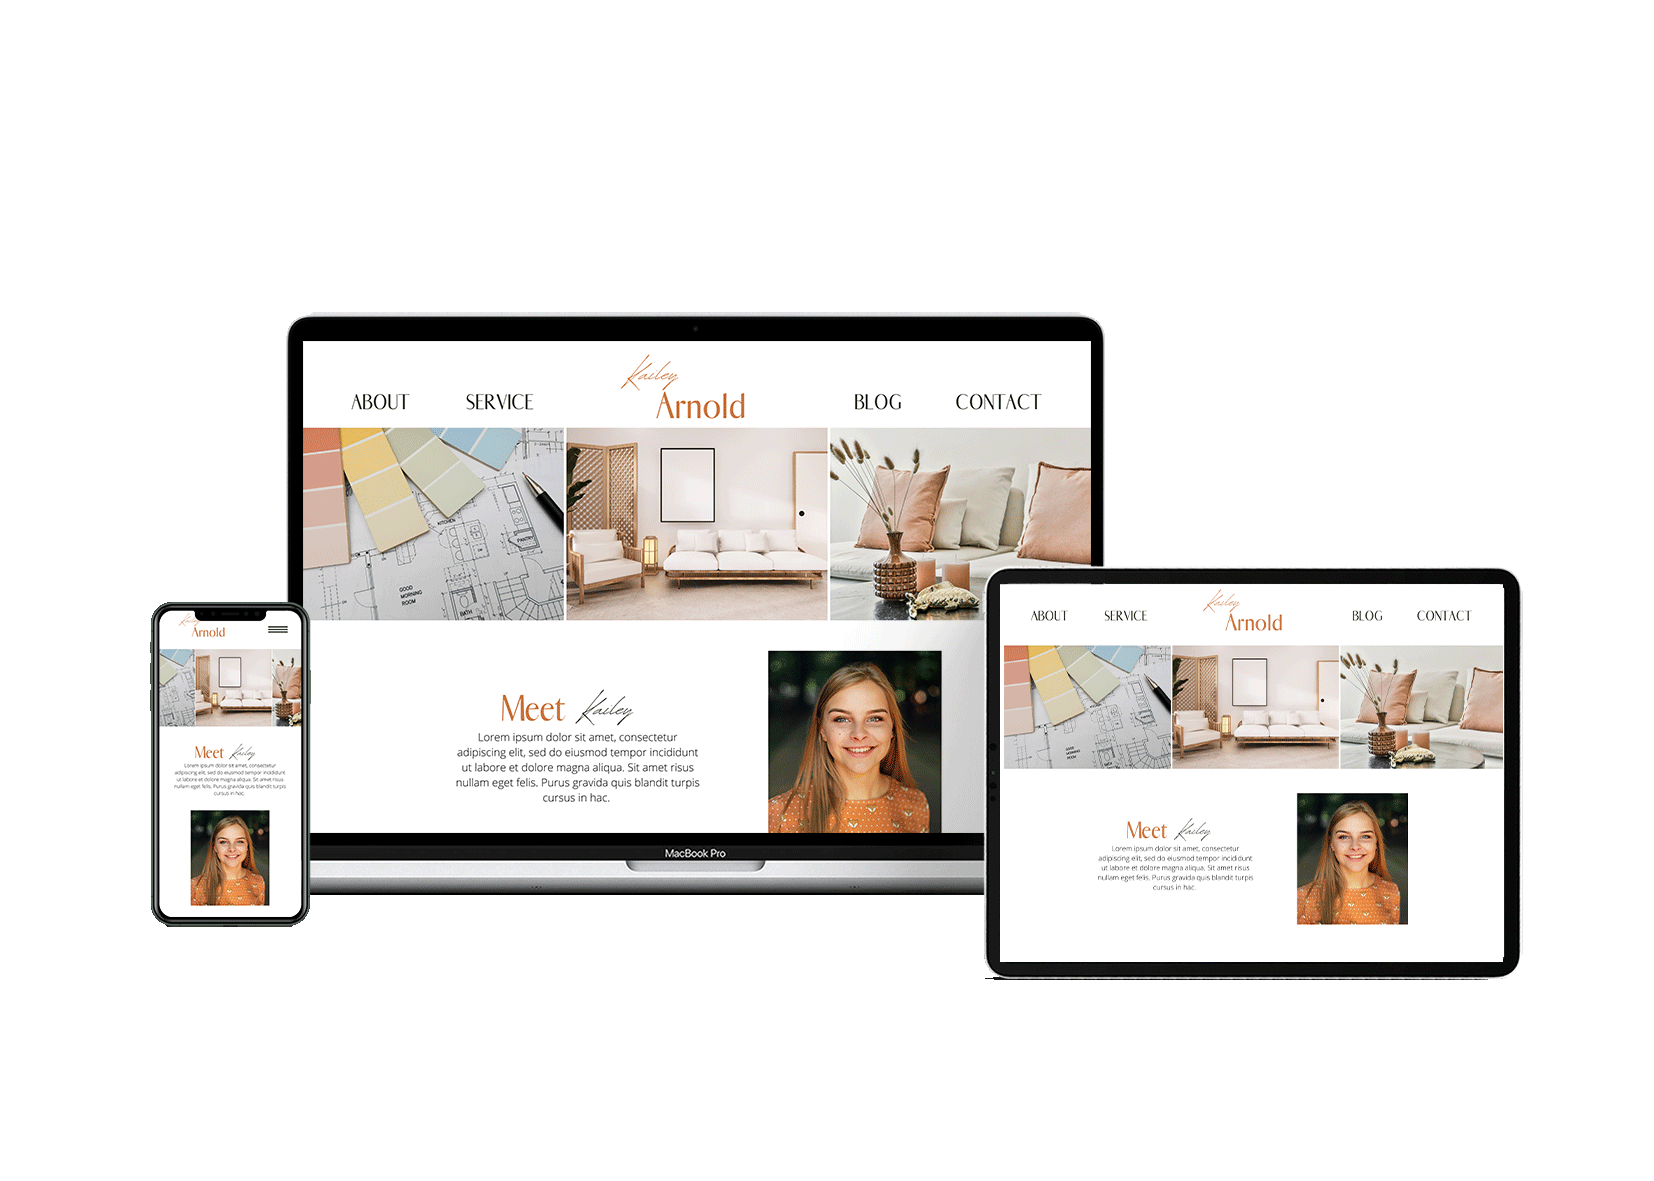 Kailey
Arnold
ABOUT
SERVICE
BLOG
CONTACT
KITCHEN
PANTRY
GOOD
MORNING
ROOM
BATH
Meet Kailey
Lorem ipsum dolor sit amet, consectetur
adipiscing elit, sed do eiusmod tempor incididunt
ut labore et dolore magna aliqua. Sit amet risus
nullam eget felis. Purus gravida quis blandit turpis
cursus in hac.
MacBook Pro
Kailey
Arnold
Meet Kailey
Lorem ipsum dolor sit amet, consectetur
adipiscing elit, sed do eiusmod tempor incididunt
ut labore et dolore magna aliqua. Sit amet risus
nullam eget felis. Purus gravida quis blandit turpis
cursus in hac.
ABOUT
SERVICE
Kailey
Arnold
BLOG
CONTACT
GOOD
MORNING
ROOM
Meet Kailey
Lorem ipsum dolor sit amet, consectetur
adipiscing elit, sed do eiusmod tempor incididunt
ut labore et dolore magna aliqua. Sit amet risus
nullam eget felis. Purus gravida quis blandit turpis
cursus in hac.